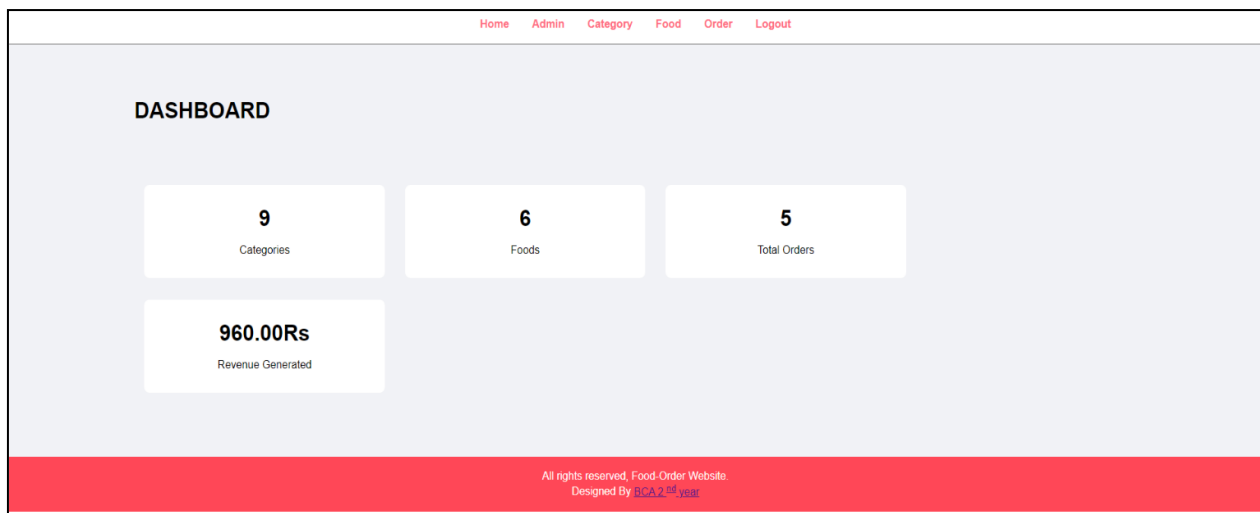 Home Admin Category Food Order Logout
DASHBOARD
9
Categories
6
Foods
5
Total Orders
960.00Rs
Revenue Generated
All rights reserved, Food-Order Website.
Designed By BCA 2 nd year